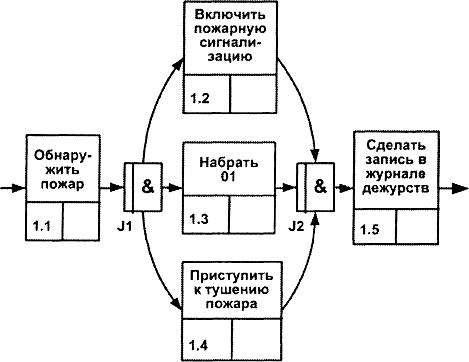 Включить
пожарную
сигнали-
зацию
1.2
Обнару-
жить
пожар
1.1
&
J1
Набрать
01
1.3
&
J2
Сделать
запись в
журнале
дежурств
1.5
Приступить
к тушению
пожара
1.4